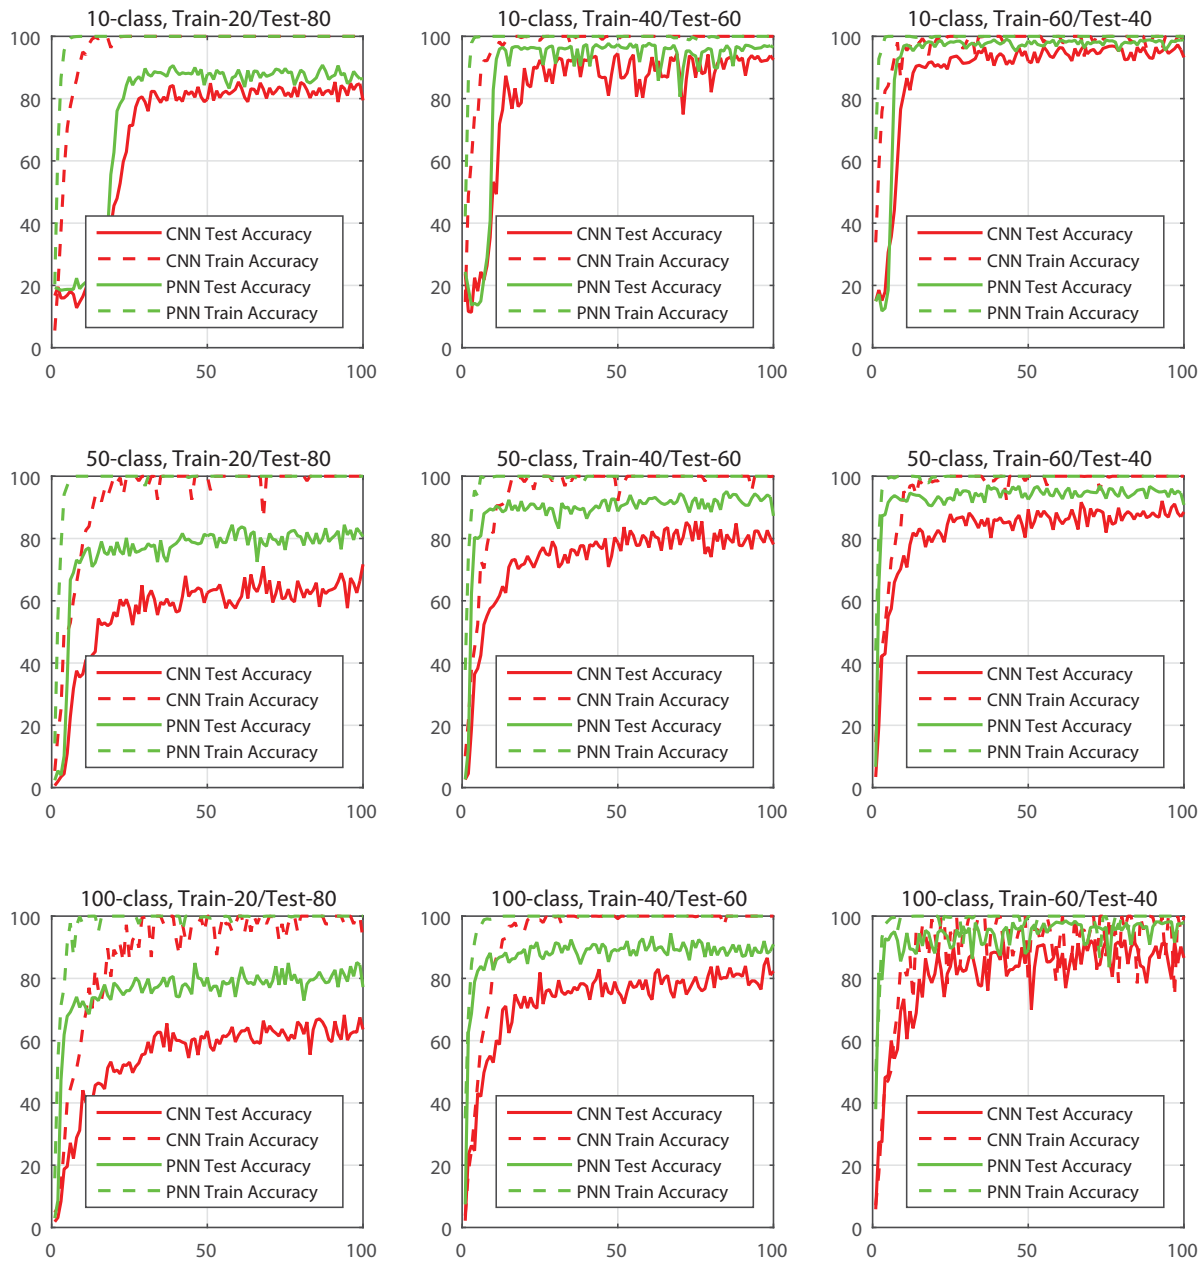 10-class, Train-20/Test-80
10-class, Train-40/Test-60
10-class, Train-60/Test-40
100
80
60
40
20
0
CNN Test Accuracy
CNN Train Accuracy
PNN Test Accuracy
PNN Train Accuracy
0 50 100
100
80
60
40
20
0
CNN Test Accuracy
CNN Train Accuracy
PNN Test Accuracy
PNN Train Accuracy
0 50 100
100
80
60
40
20
0
CNN Test Accuracy
CNN Train Accuracy
PNN Test Accuracy
PNN Train Accuracy
0 50 100
50-class, Train-20/Test-80
50-class, Train-40/Test-60
50-class, Train-60/Test-40
100
80
60
40
20
0
CNN Test Accuracy
CNN Train Accuracy
PNN Test Accuracy
PNN Train Accuracy
0 50 100
100
80
60
40
20
0
CNN Test Accuracy
CNN Train Accuracy
PNN Test Accuracy
PNN Train Accuracy
0 50 100
100
80
60
40
20
0
CNN Test Accuracy
CNN Train Accuracy
PNN Test Accuracy
PNN Train Accuracy
0 50 100
100-class, Train-20/Test-80
100-class, Train-40/Test-60
100-class, Train-60/Test-40
100
80
60
40
20
0
CNN Test Accuracy
CNN Train Accuracy
PNN Test Accuracy
PNN Train Accuracy
0 50 100
100
80
60
40
20
0
CNN Test Accuracy
CNN Train Accuracy
PNN Test Accuracy
PNN Train Accuracy
0 50 100
100
80
60
40
20
0
CNN Test Accuracy
CNN Train Accuracy
PNN Test Accuracy
PNN Train Accuracy
0 50 100